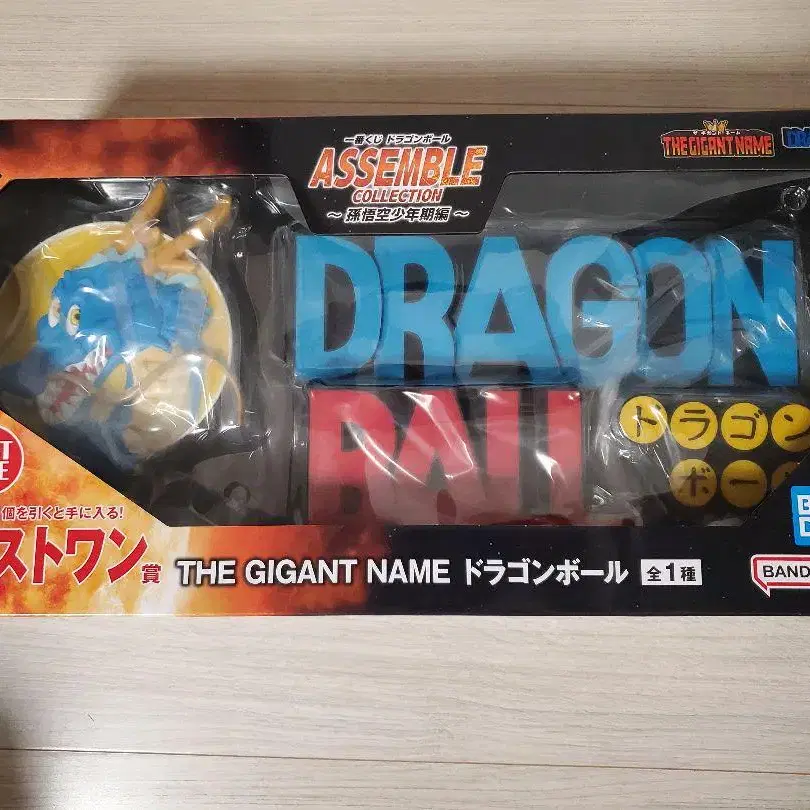 一番くじ ドラゴンボール
ASSEMBLE
COLLECTION
～ 孫悟空少年期編 ～
THE GIGANT NAME
DRAGON
BALL
ドラゴン
ボー
個を引くと手に入る!
ストワン賞
THE GIGANT NAME ドラゴンボール 全1種
BAND